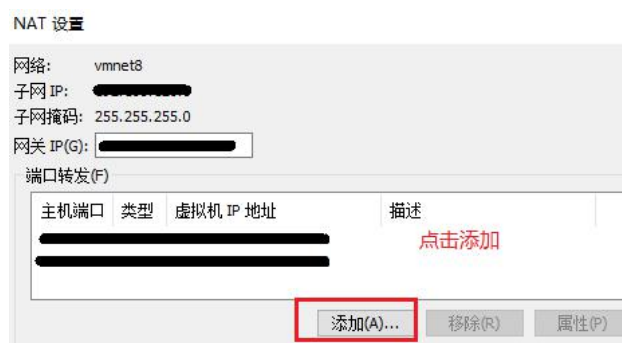 NAT 设置
网络: vmnet8
子网 IP:
子网掩码: 255.255.255.0
网关 IP(G):
端口转发(F)
主机端口 类型 虚拟机 IP 地址 描述
点击添加
添加(A)... 移除(R) 属性(P)